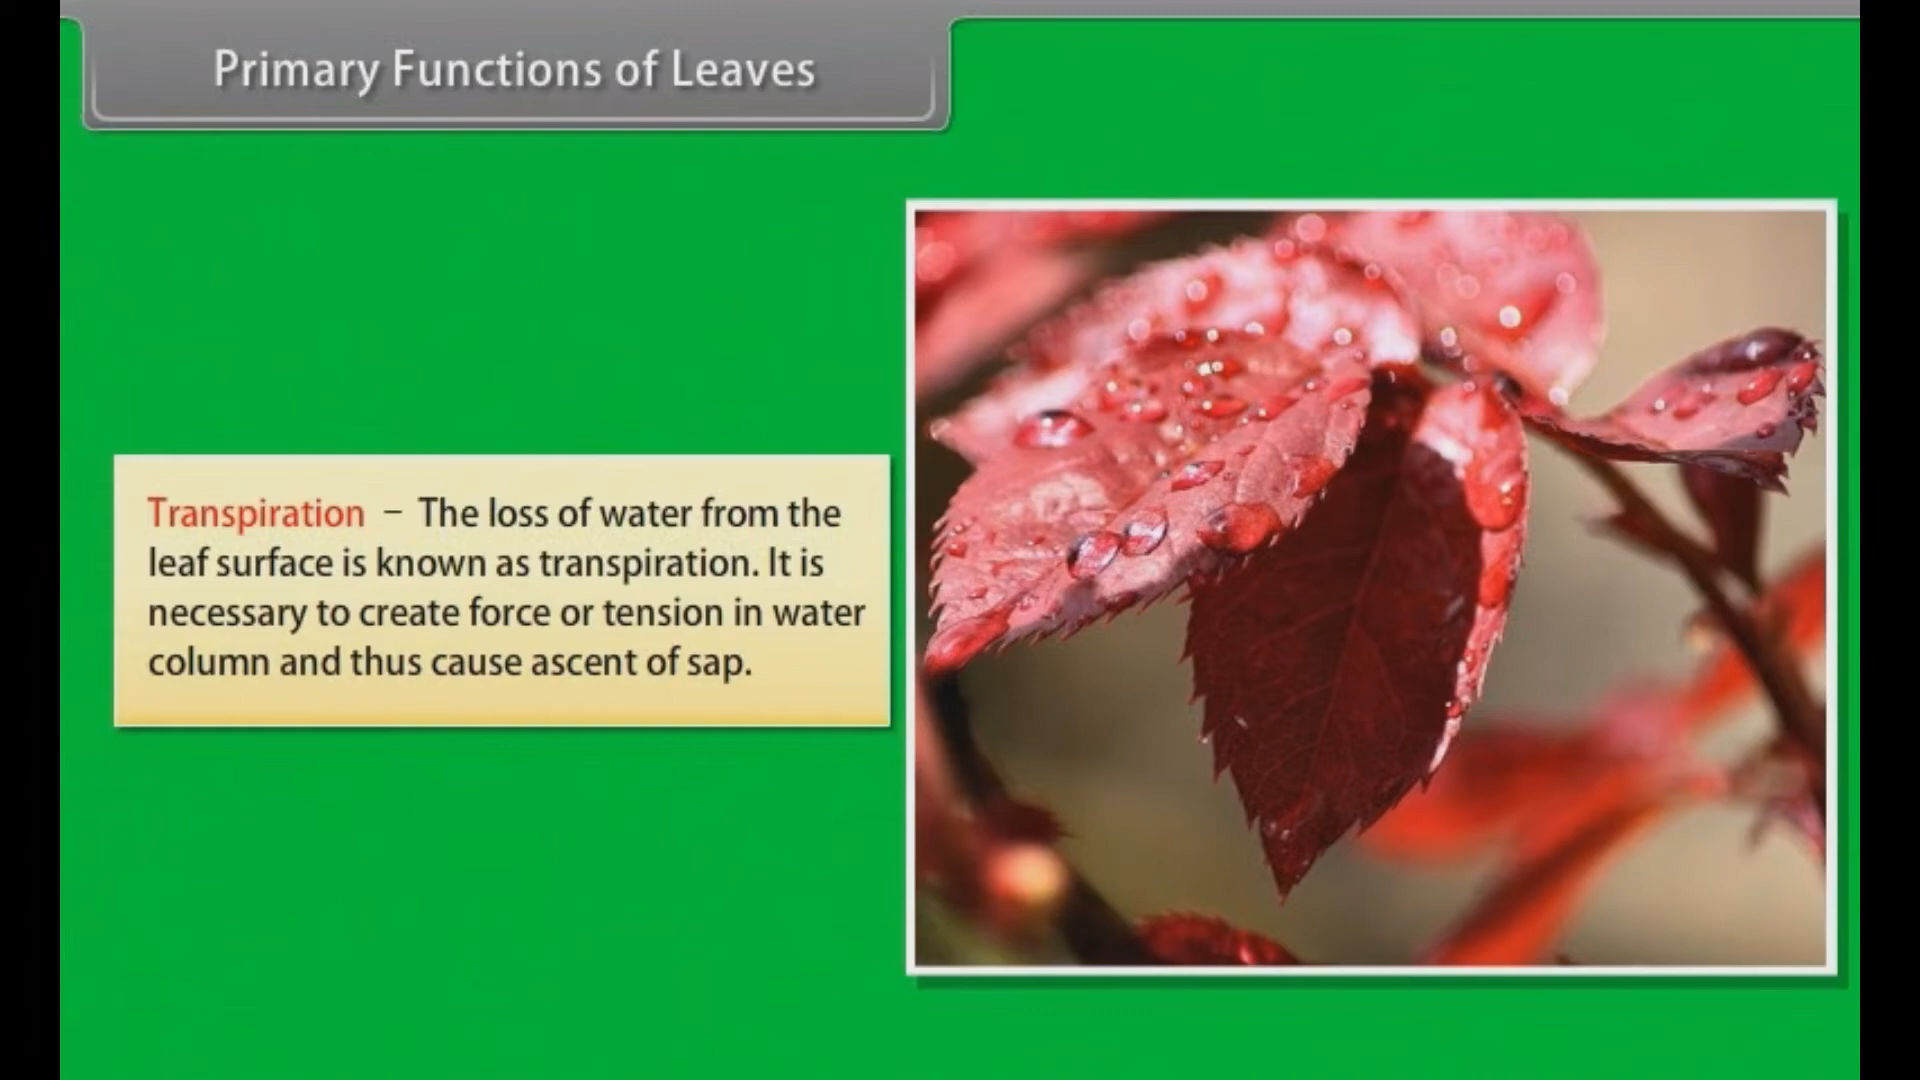 Primary Functions of Leaves
Transpiration – The loss of water from the
leaf surface is known as transpiration. It is
necessary to create force or tension in water
column and thus cause ascent of sap.